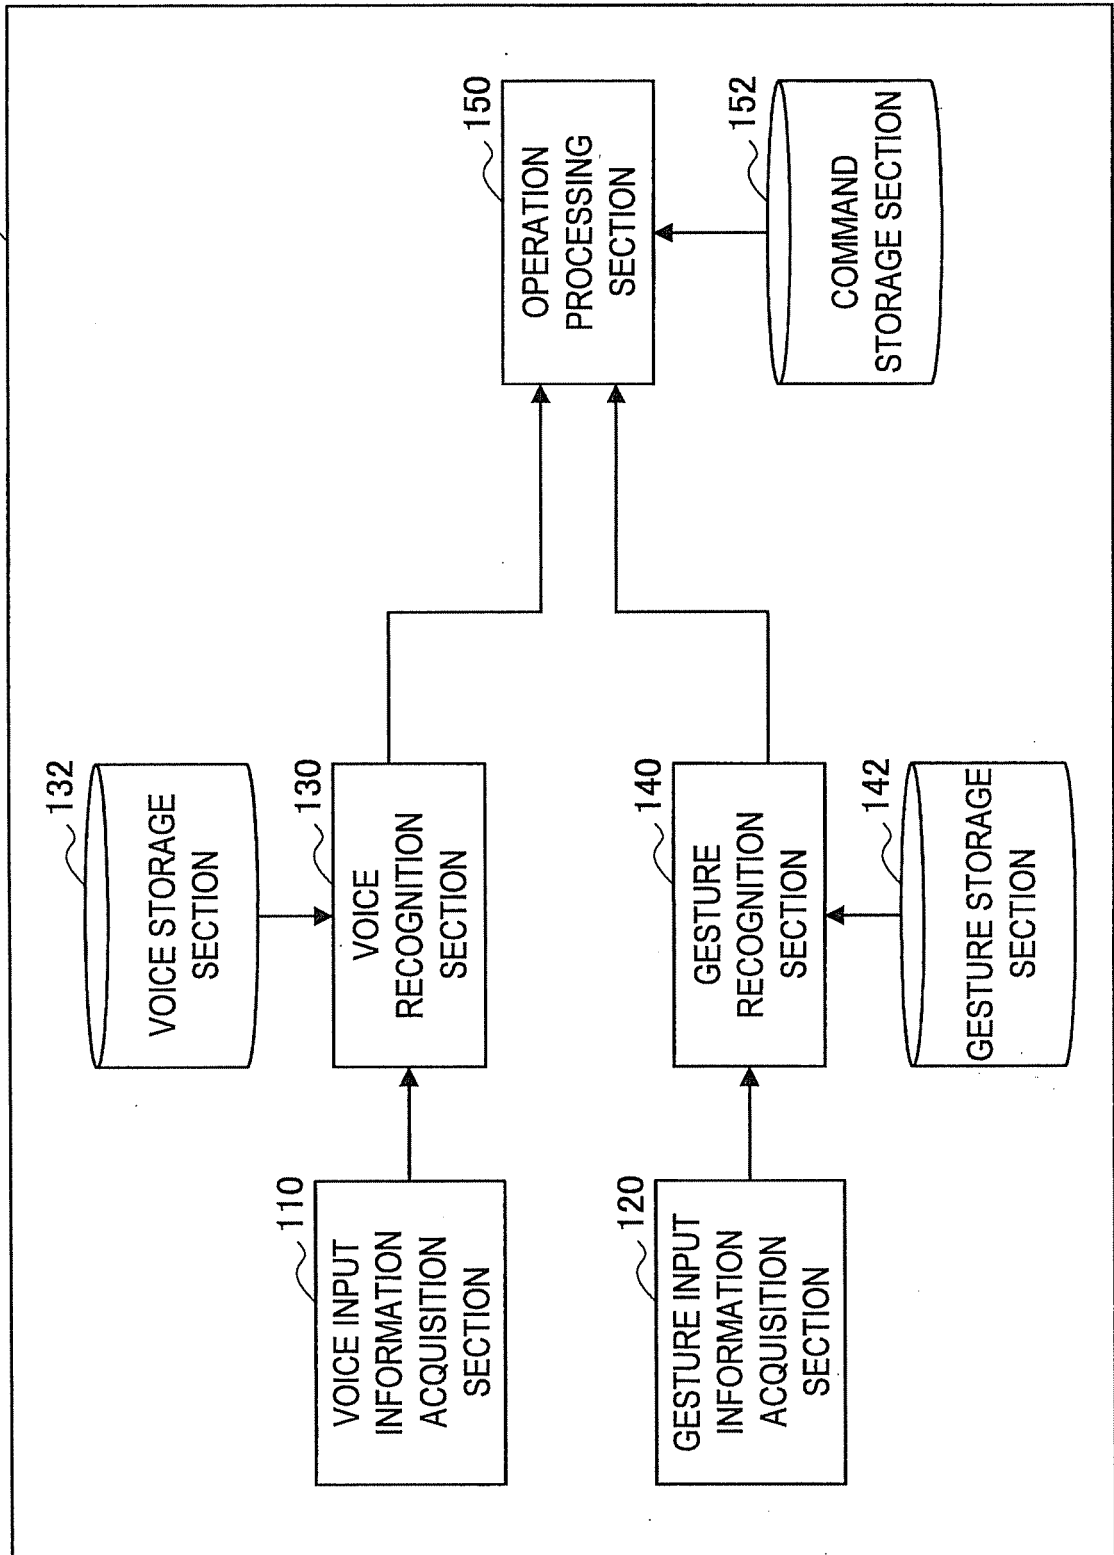 132
VOICE STORAGE
SECTION
110
VOICE INPUT
INFORMATION
ACQUISITION
SECTION
130
VOICE
RECOGNITION
SECTION
150
OPERATION
PROCESSING
SECTION
120
GESTURE INPUT
INFORMATION
ACQUISITION
SECTION
140
GESTURE
RECOGNITION
SECTION
152
COMMAND
STORAGE SECTION
142
GESTURE STORAGE
SECTION